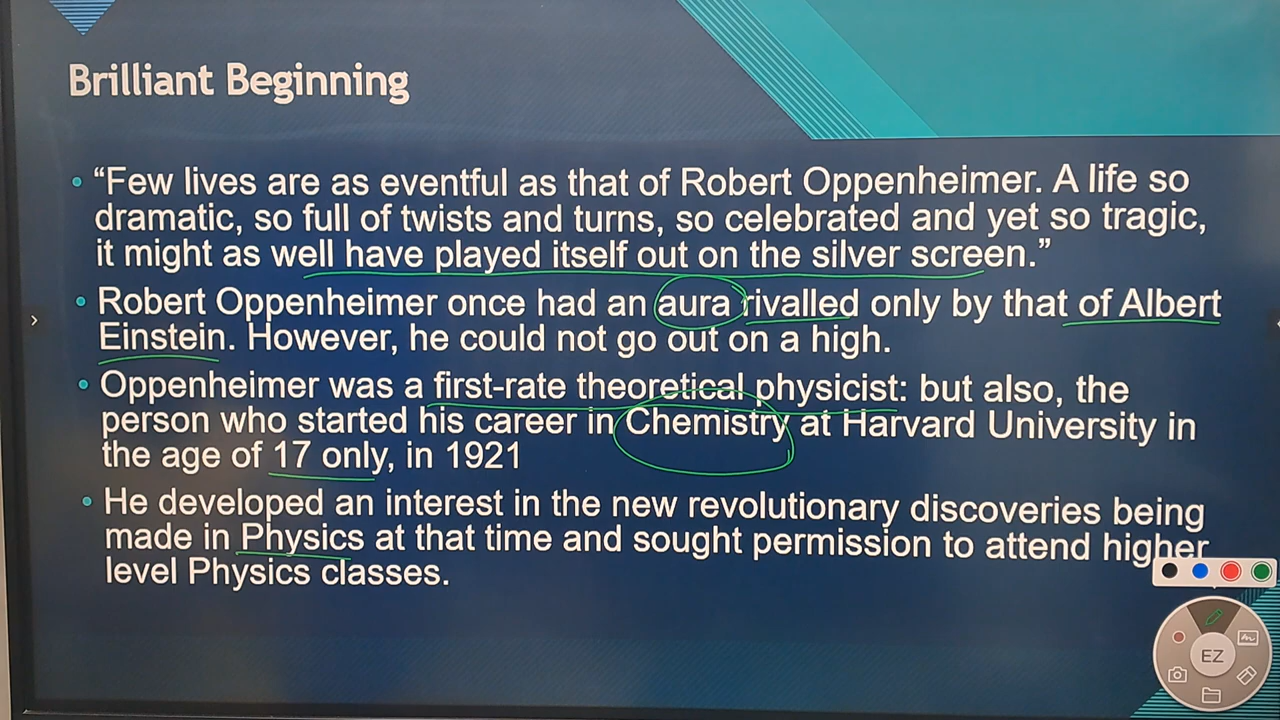 Brilliant Beginning
• “Few lives are as eventful as that of Robert Oppenheimer. A life so
dramatic, so full of twists and turns, so celebrated and yet so tragic,
it might as well have played itself out on the silver screen.”
• Robert Oppenheimer once had an aura rivalled only by that of Albert
Einstein. However, he could not go out on a high.
• Oppenheimer was a first-rate theoretical physicist: but also, the
person who started his career in Chemistry at Harvard University in
the age of 17 only, in 1921
• He developed an interest in the new revolutionary discoveries being
made in Physics at that time and sought permission to attend higher
level Physics classes.
EZ